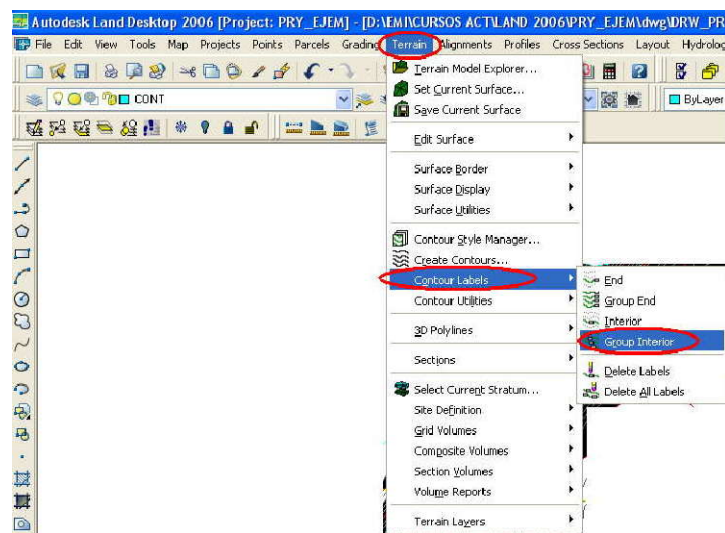 Autodesk Land Desktop 2006 [Project: PRY_EJEM] - [D:\EMI\CURSOS ACT\LAND 2006\PRY_EJEM\dwg\DRW_PR
File Edit View Tools Map Projects Points Parcels Grading Terrain Alignments Profiles Cross Sections Layout Hydrolog
CONT
ByLayer
Terrain Model Explorer...
Set Current Surface...
Save Current Surface
Edit Surface
Surface Border
Surface Display
Surface Utilities
Contour Style Manager...
Create Contours...
Contour Labels
Contour Utilities
3D Polylines
Sections
Select Current Stratum...
Site Definition
Grid Volumes
Composite Volumes
Section Volumes
Volume Reports
Terrain Layers
End
Group End
Interior
Group Interior
Delete Labels
Delete All Labels